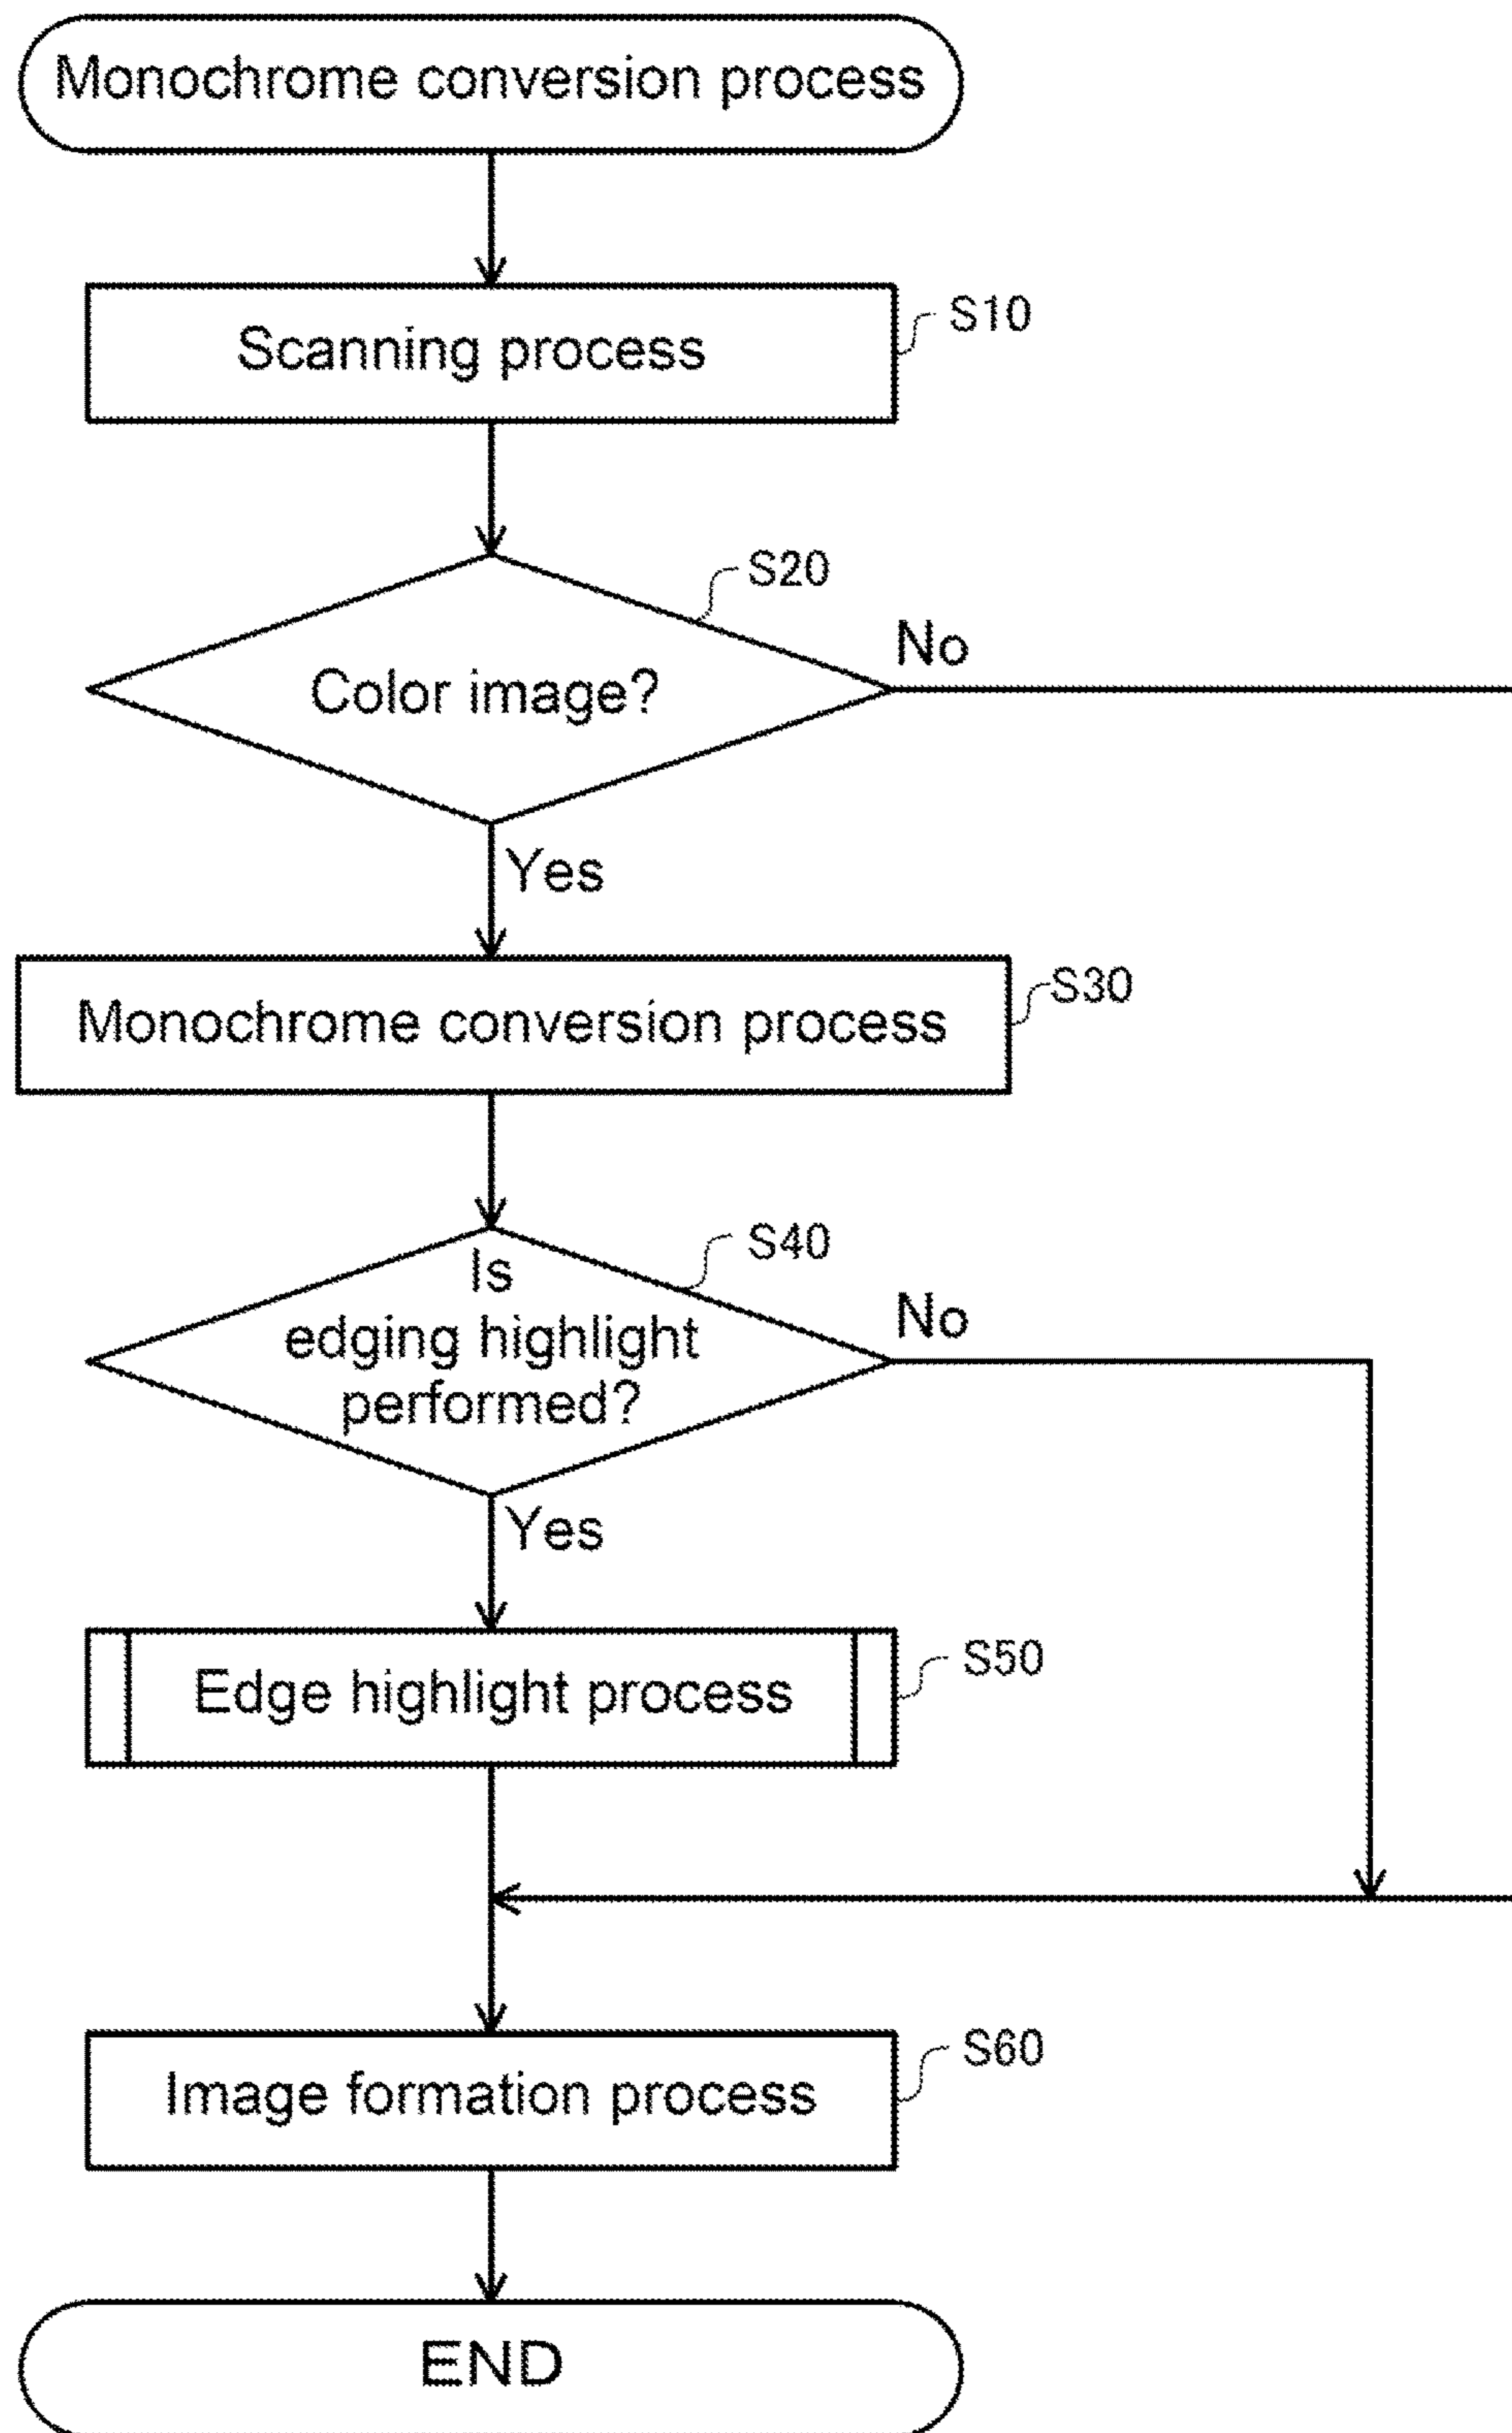 Monochrome conversion process
Scanning process
S10
S20
Color image?
No
Yes
Monochrome conversion process
S30
S40
Is
edging highlight
performed?
No
Yes
Edge highlight process
S50
Image formation process
S60
END